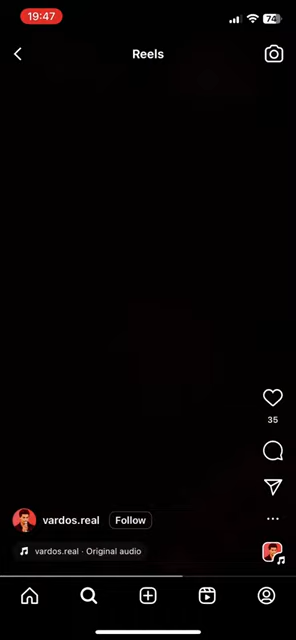 19:47
74
Reels
35
vardos.real
Follow
vardos.real · Original audio